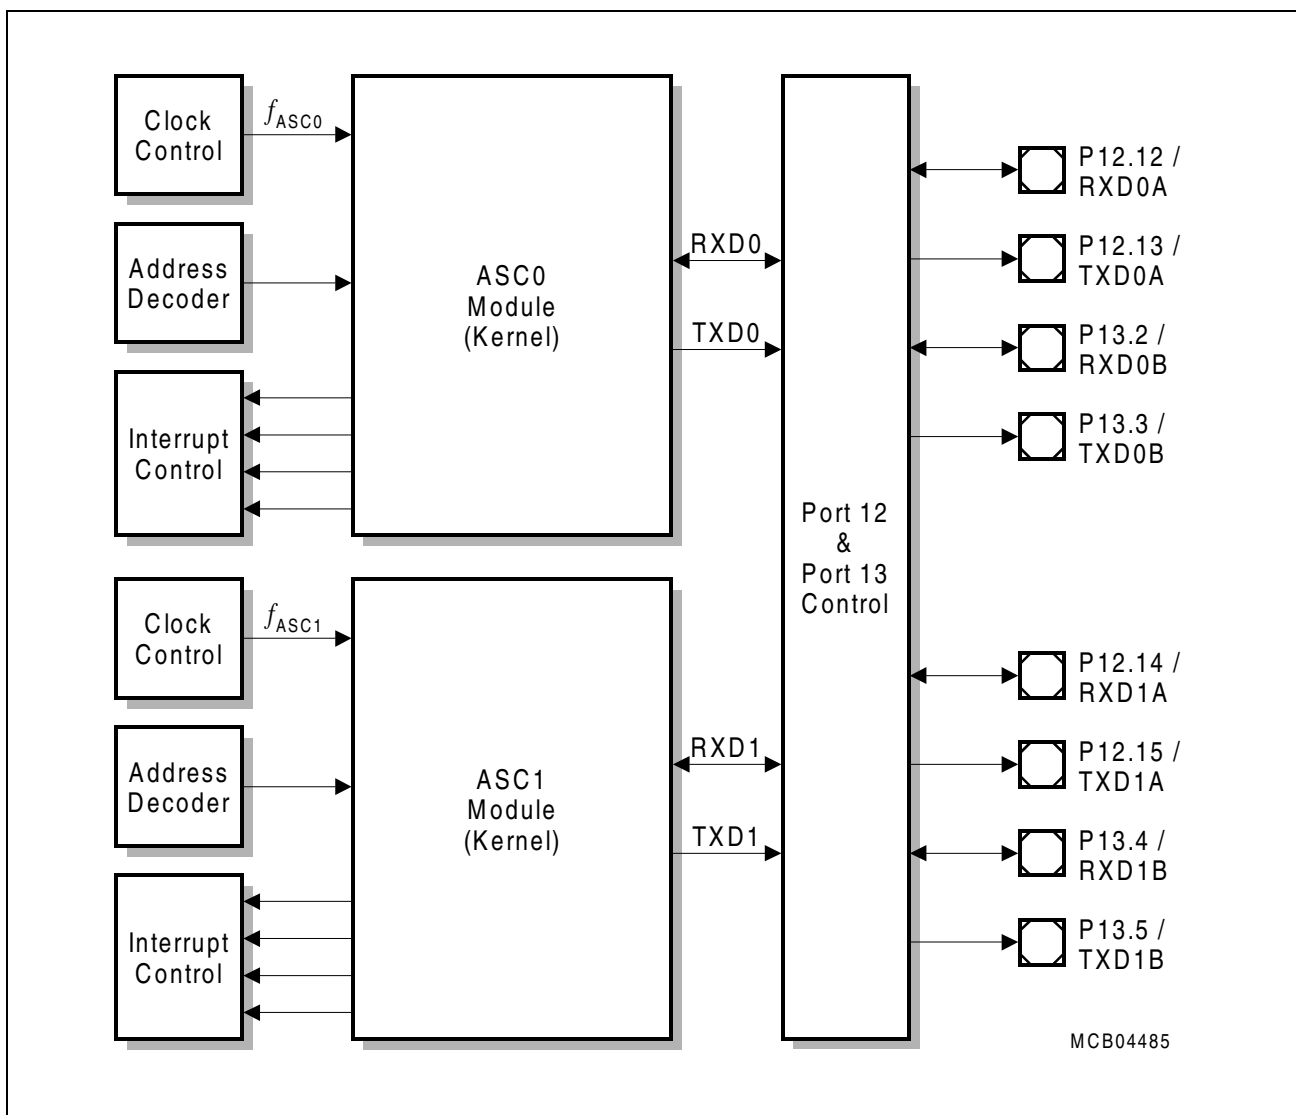 Clock
Control
fASC0
Address
Decoder
Interrupt
Control
ASC0
Module
(Kernel)
RXD0
TXD0
Clock
Control
fASC1
Address
Decoder
Interrupt
Control
ASC1
Module
(Kernel)
RXD1
TXD1
Port 12
&
Port 13
Control
P12.12 /
RXD0A
P12.13 /
TXD0A
P13.2 /
RXD0B
P13.3 /
TXD0B
P12.14 /
RXD1A
P12.15 /
TXD1A
P13.4 /
RXD1B
P13.5 /
TXD1B
MCB04485